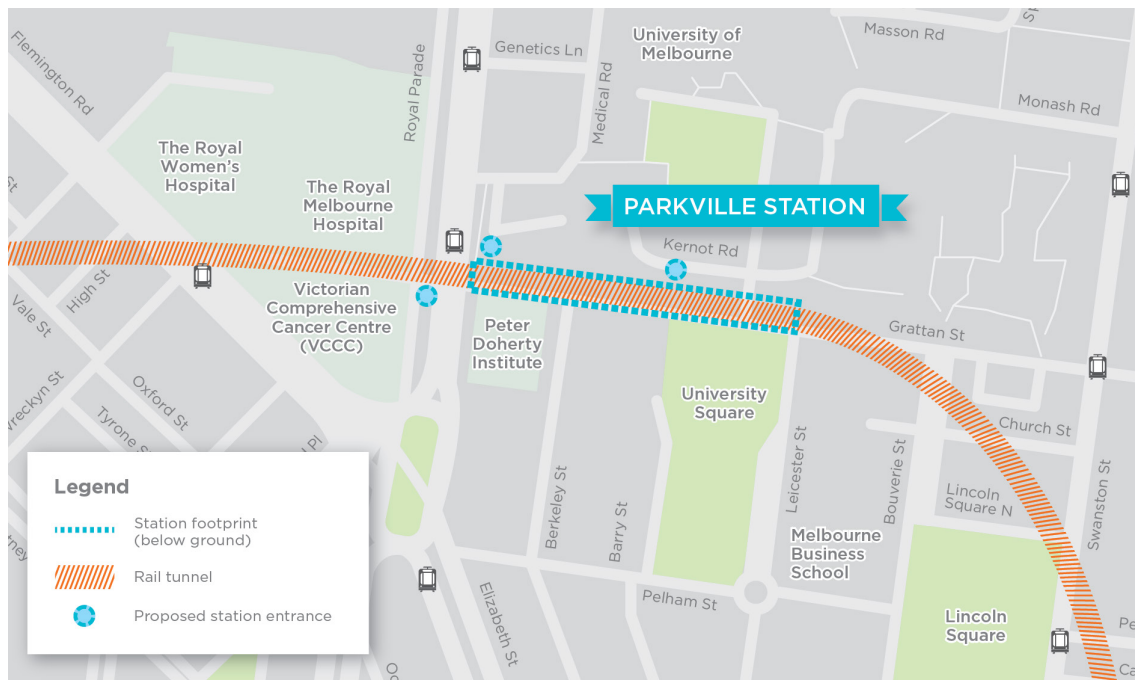 Flemington Rd
Royal Parade
Genetics Ln
Medical Rd
University of
Melbourne
Masson Rd
Monash Rd
The Royal
Women's
Hospital
The Royal
Melbourne
Hospital
PARKVILLE STATION
Kernot Rd
St
High St
Vale St
Victorian
Comprehensive
Cancer Centre
(VCCC)
Peter
Doherty
Institute
Grattan St
University
Square
Oxford St
Tyrone S
Pl
Church St
Leicester St
Bouverie St
Swanston St
Lincoln
Square N
Berkeley St
Barry St
Melbourne
Business
School
Pelham St
Elizabeth St
Lincoln
Square
Legend
Station footprint
(below ground)
Rail tunnel
Proposed station entrance